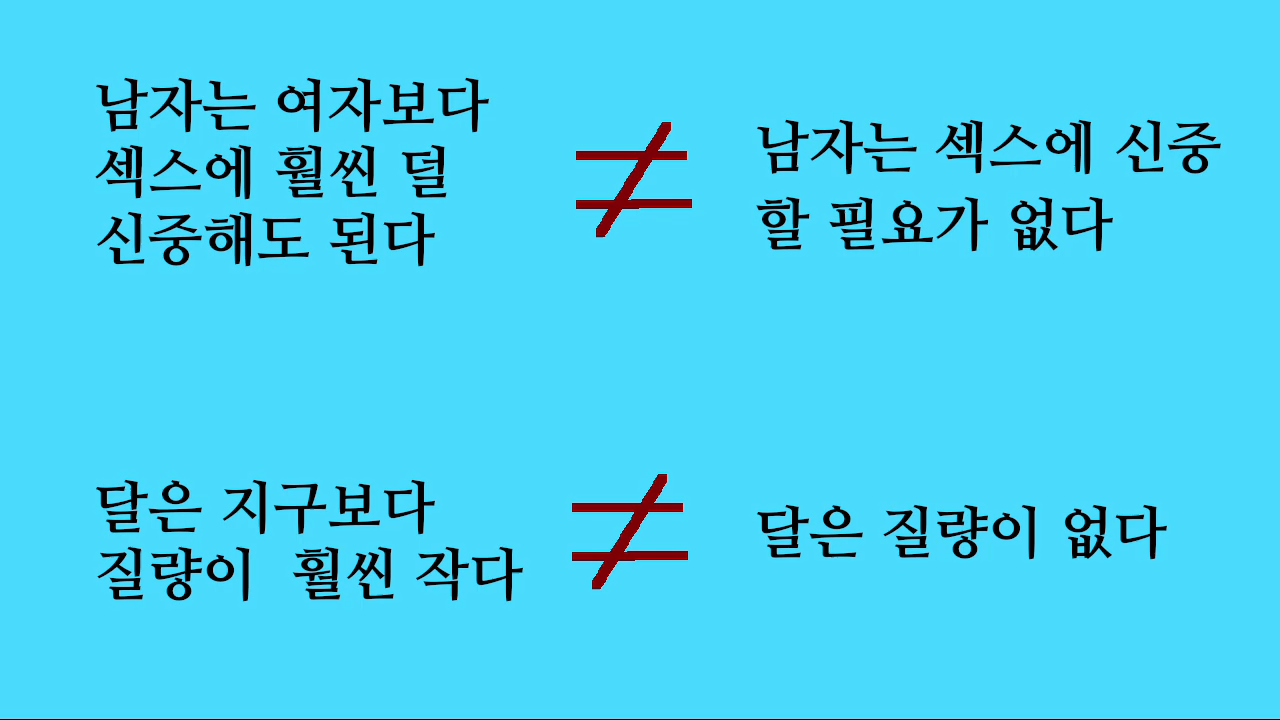 남자는 여자보다
섹스에 훨씬 덜
신중해도 된다
≠
남자는 섹스에 신중
할 필요가 없다
달은 지구보다
질량이 훨씬 작다
≠
달은 질량이 없다